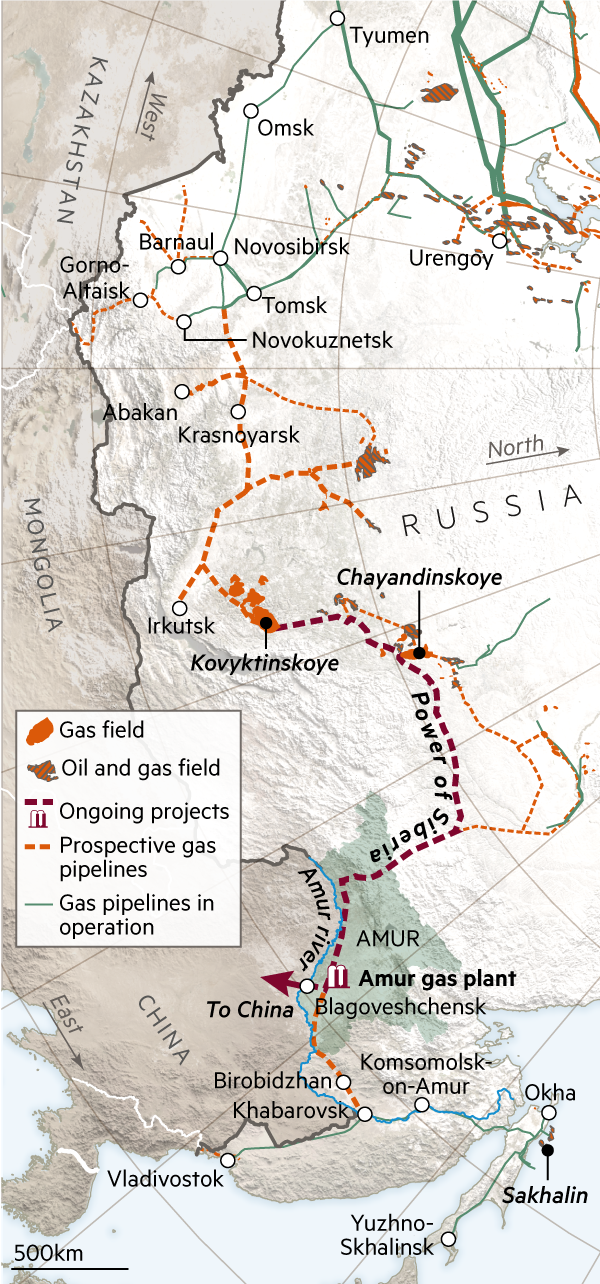 Tyumen
KAZAKHSTAN
West
Omsk
Barnaul
Novosibirsk
Urengoy
Gorno-
Altaisk
Tomsk
Novokuznetsk
Abakan
Krasnoyarsk
North
RUSSIA
MONGOLIA
Chayandinskoye
Irkutsk
Kovyktinskoye
Power of Siberia
Gas field
Oil and gas field
Ongoing projects
Prospective gas
pipelines
Gas pipelines in
operation
Amur river
AMUR
Amur gas plant
To China
Blagoveshchensk
East
CHINA
Komsomolsk-
on-Amur
Birobidzhan
Okha
Khabarovsk
Vladivostok
Sakhalin
Yuzhno-
Skhalinsk
500km